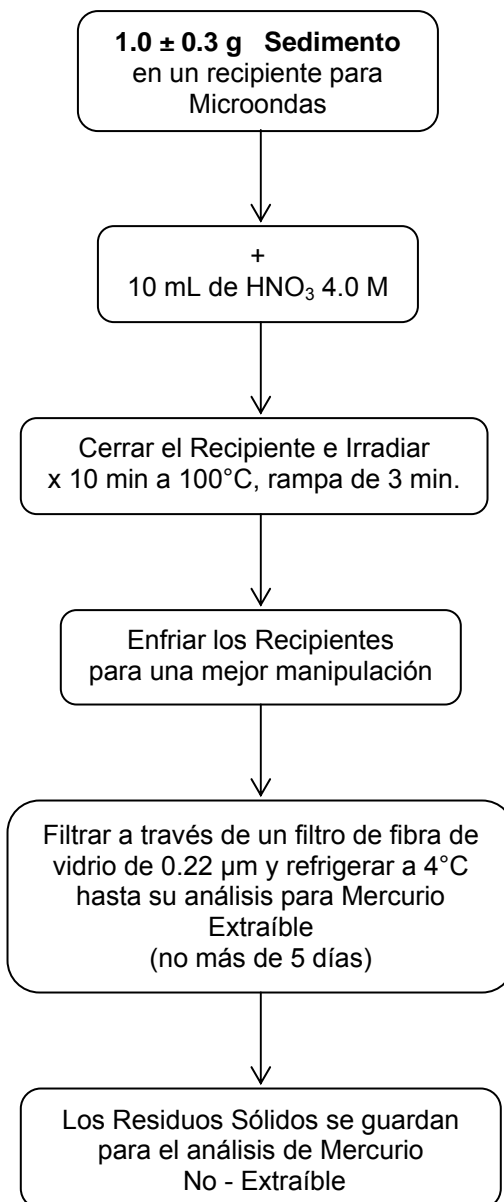 1.0 ± 0.3 g Sedimento
en un recipiente para
Microondas
+
10 mL de HNO₃ 4.0 M
Cerrar el Recipiente e Irradiar
x 10 min a 100°C, rampa de 3 min.
Enfriar los Recipientes
para una mejor manipulación
Filtrar a través de un filtro de fibra de
vidrio de 0.22 µm y refrigerar a 4°C
hasta su análisis para Mercurio
Extraíble
(no más de 5 días)
Los Residuos Sólidos se guardan
para el análisis de Mercurio
No - Extraíble